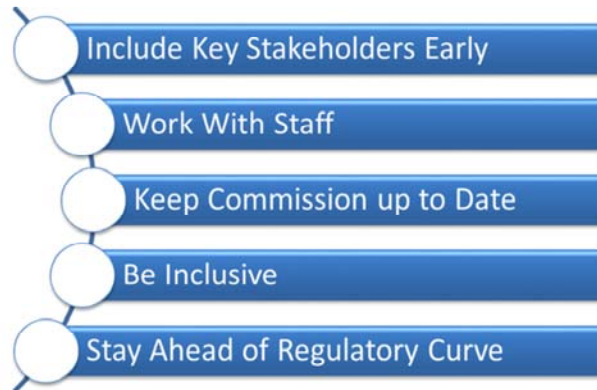 Include Key Stakeholders Early
Work With Staff
Keep Commission up to Date
Be Inclusive
Stay Ahead of Regulatory Curve